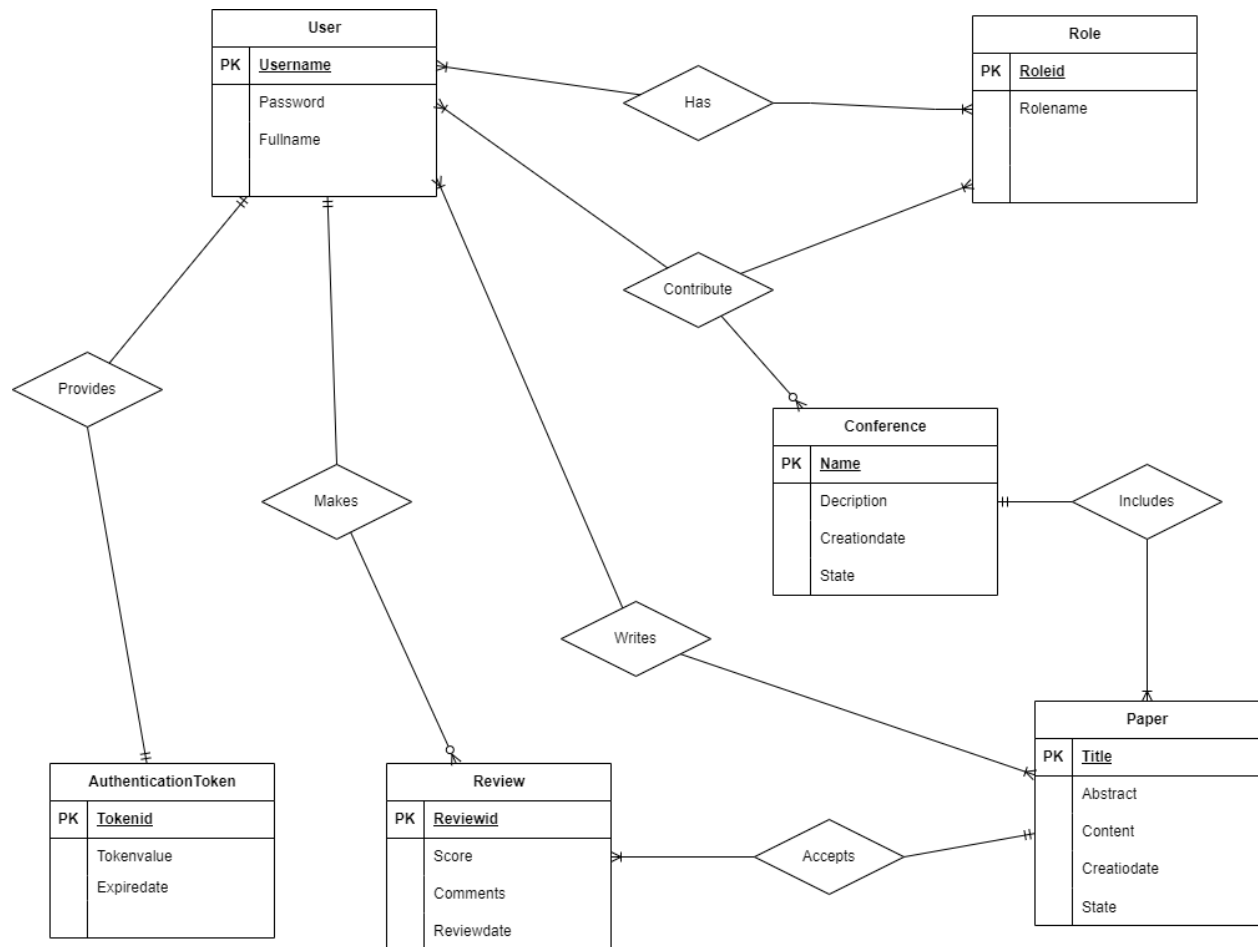 User
PK Username
Password
Fullname
Role
PK Roleid
Rolename
Has
Contribute
Provides
Makes
Conference
PK Name
Decription
Creationdate
State
Includes
Writes
AuthenticationToken
PK Tokenid
Tokenvalue
Expiredate
Review
PK Reviewid
Score
Comments
Reviewdate
Accepts
Paper
PK Title
Abstract
Content
Creatiodate
State